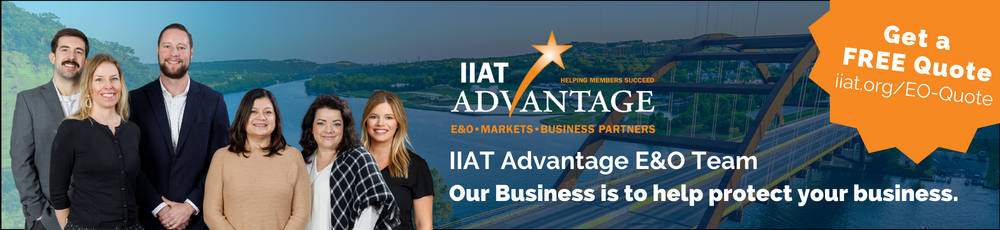 IIAT
HELPING MEMBERS SUCCEED
ADVANTAGE
E&O•MARKETS•BUSINESS PARTNERS
IIAT Advantage E&O Team
Our Business is to help protect your business.
Get a
FREE Quote
iiat.org/EO-Quote